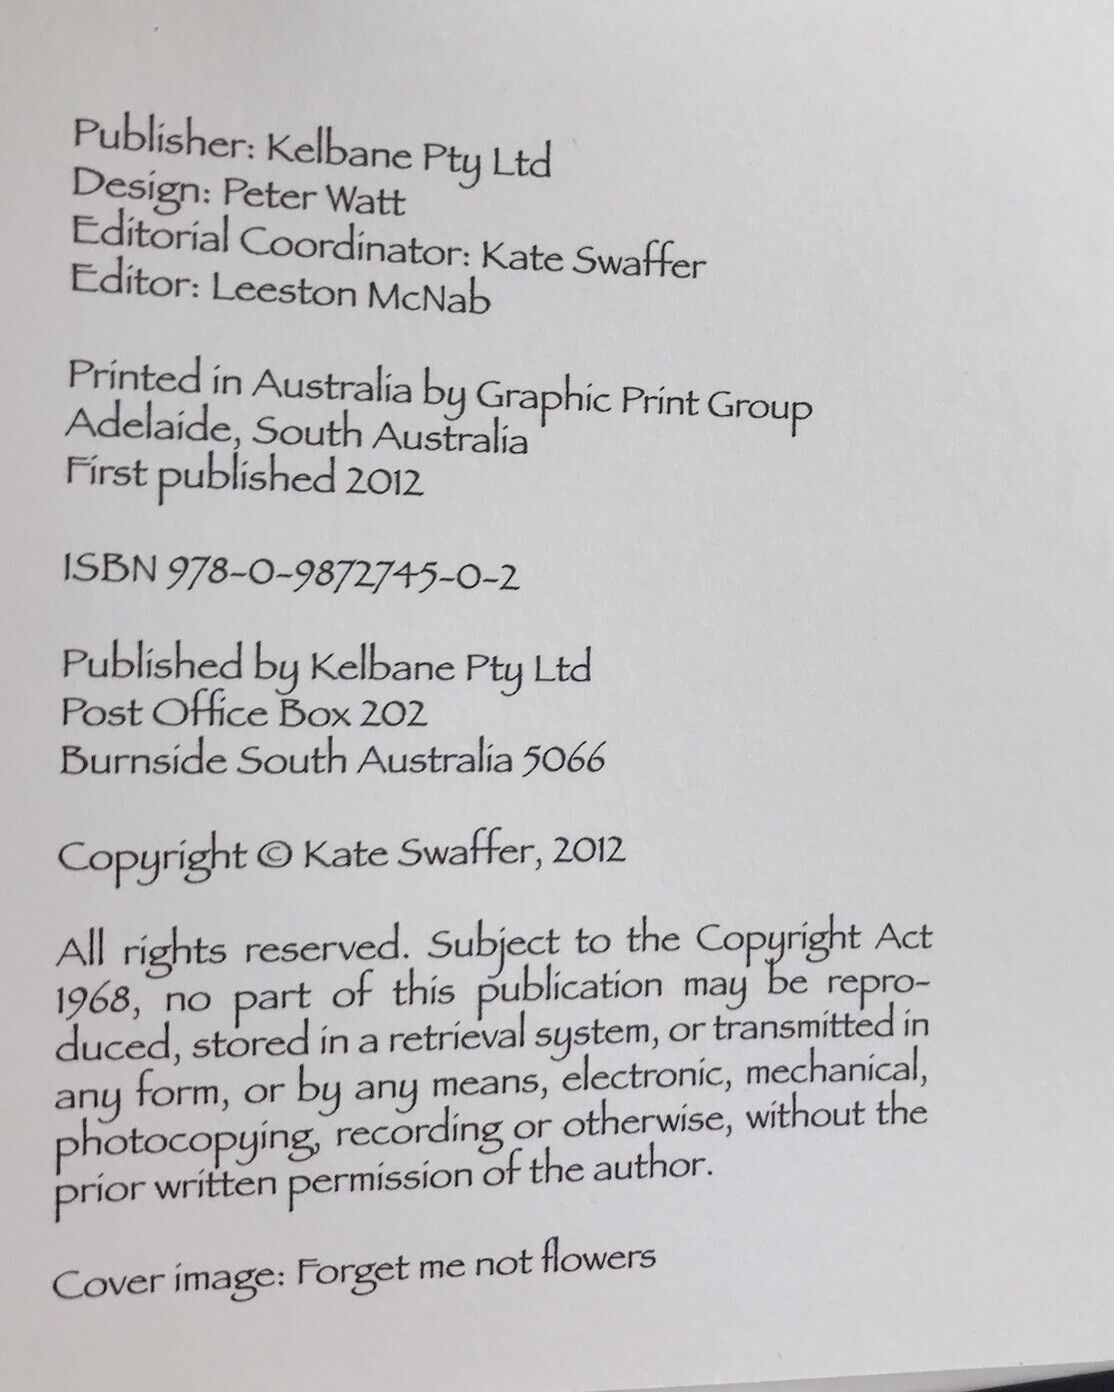 Publisher: Kelbane Pty Ltd
Design: Peter Watt
Editorial Coordinator: Kate Swaffer
Editor: Leeston McNab
Printed in Australia by Graphic Print Group
Adelaide, South Australia
First published 2012
ISBN 978-0-9872745-0-2
Published by Kelbane Pty Ltd
Post Office Box 202
Burnside South Australia 5066
Copyright © Kate Swaffer, 2012
All rights reserved. Subject to the Copyright Act
1968, no part of this publication may be repro-
duced, stored in a retrieval system, or transmitted in
any form, or by any means, electronic, mechanical,
photocopying, recording or otherwise, without the
prior written permission of the author.
Cover image: Forget me not flowers